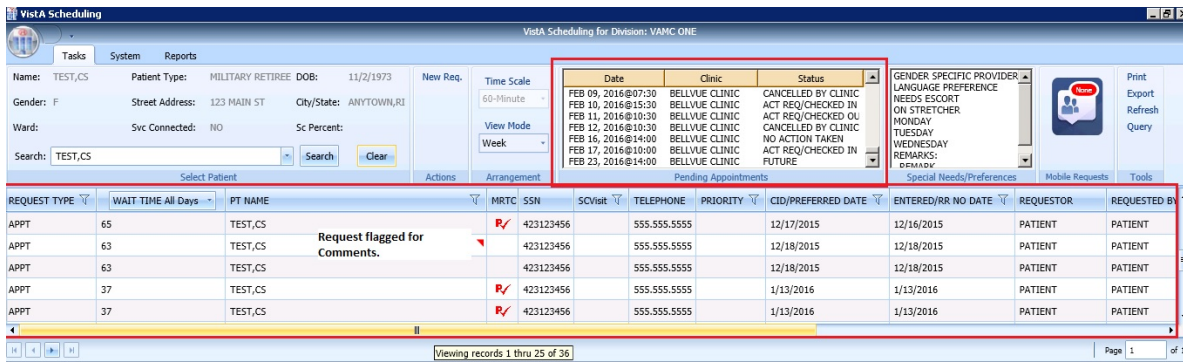 VistA Scheduling
VistA Scheduling for Division: VAMC ONE
Tasks System Reports
Name: TEST,CS Patient Type: MILITARY RETIREE DOB: 11/2/1973
Gender: F Street Address: 123 MAIN ST City/State: ANYTOWN,RI
Ward: Svc Connected: NO Sc Percent:
Search: TEST,CS Search Clear
Select Patient
New Req.
Actions
Time Scale
60-Minute
View Mode
Week
Arrangement
Date Clinic Status
FEB 09, 2016@07:30 BELLVUE CLINIC CANCELLED BY CLINIC
FEB 10, 2016@15:30 BELLVUE CLINIC ACT REQ/CHECKED IN
FEB 11, 2016@10:30 BELLVUE CLINIC ACT REQ/CHECKED OU
FEB 12, 2016@10:30 BELLVUE CLINIC CANCELLED BY CLINIC
FEB 16, 2016@14:00 BELLVUE CLINIC NO ACTION TAKEN
FEB 17, 2016@10:00 BELLVUE CLINIC ACT REQ/CHECKED IN
FEB 23, 2016@14:00 BELLVUE CLINIC FUTURE
Pending Appointments
GENDER SPECIFIC PROVIDER
LANGUAGE PREFERENCE
NEEDS ESCORT
ON STRETCHER
MONDAY
TUESDAY
WEDNESDAY
REMARKS:
REMARK
Special Needs/Preferences
None
Mobile Requests
Print
Export
Refresh
Query
Tools
REQUEST TYPE WAIT TIME All Days PT NAME MRTC SSN SCVisit TELEPHONE PRIORITY CID/PREFERRED DATE ENTERED/RR NO DATE REQUESTOR REQUESTED BY
APPT 65 TEST,CS P 423123456 555.555.5555 12/17/2015 12/16/2015 PATIENT PATIENT
Request flagged for
Comments.
APPT 63 TEST,CS 423123456 555.555.5555 12/18/2015 12/18/2015 PATIENT PATIENT
APPT 63 TEST,CS 423123456 555.555.5555 12/18/2015 12/18/2015 PATIENT PATIENT
APPT 37 TEST,CS P 423123456 555.555.5555 1/13/2016 1/13/2016 PATIENT PATIENT
APPT 37 TEST,CS P 423123456 555.555.5555 1/13/2016 1/13/2016 PATIENT PATIENT
Viewing records 1 thru 25 of 36
Page 1 of